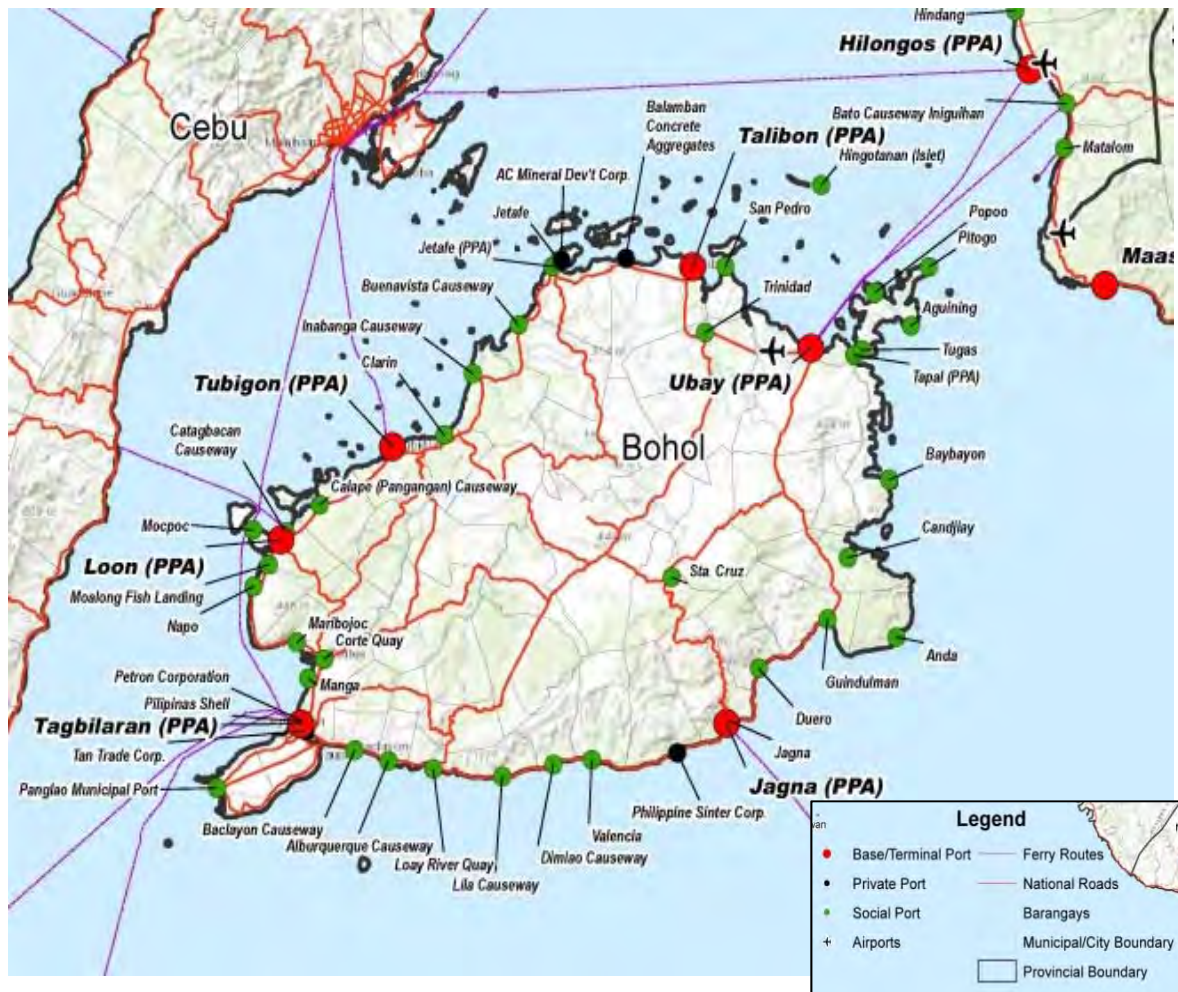 Hindang
Hilongos (PPA)
Cebu
Balamban
Concrete
Aggregates
Talibon (PPA)
Bato Causeway Iniguihan
Matalom
Hingotanan (Islet)
AC Mineral Dev't Corp.
Jetafe
San Pedro
Popoo
Pitogo
Jetafe (PPA)
Maas
Buenavista Causeway
Trinidad
Aguining
Inabanga Causeway
Clarin
Tugas
Tapal (PPA)
Tubigon (PPA)
Ubay (PPA)
Catagbacan
Causeway
Bohol
Baybayon
Calape (Pangangan) Causeway
Mocpoc
Candjiay
Loon (PPA)
Sta. Cruz
Moalong Fish Landing
Napo
Maribojoc
Corte Quay
Anda
Petron Corporation
Manga
Guindulman
Pilipinas Shell
Duero
Tagbilaran (PPA)
Tan Trade Corp.
Jagna
Panglao Municipal Port
Jagna (PPA)
Philippine Sinter Corp.
Baclayon Causeway
Alburquerque Causeway
Valencia
Dimiao Causeway
Loay River Quay
Lila Causeway
Legend
Base/Terminal Port
Ferry Routes
Private Port
National Roads
Social Port
Barangays
Airports
Municipal/City Boundary
Provincial Boundary